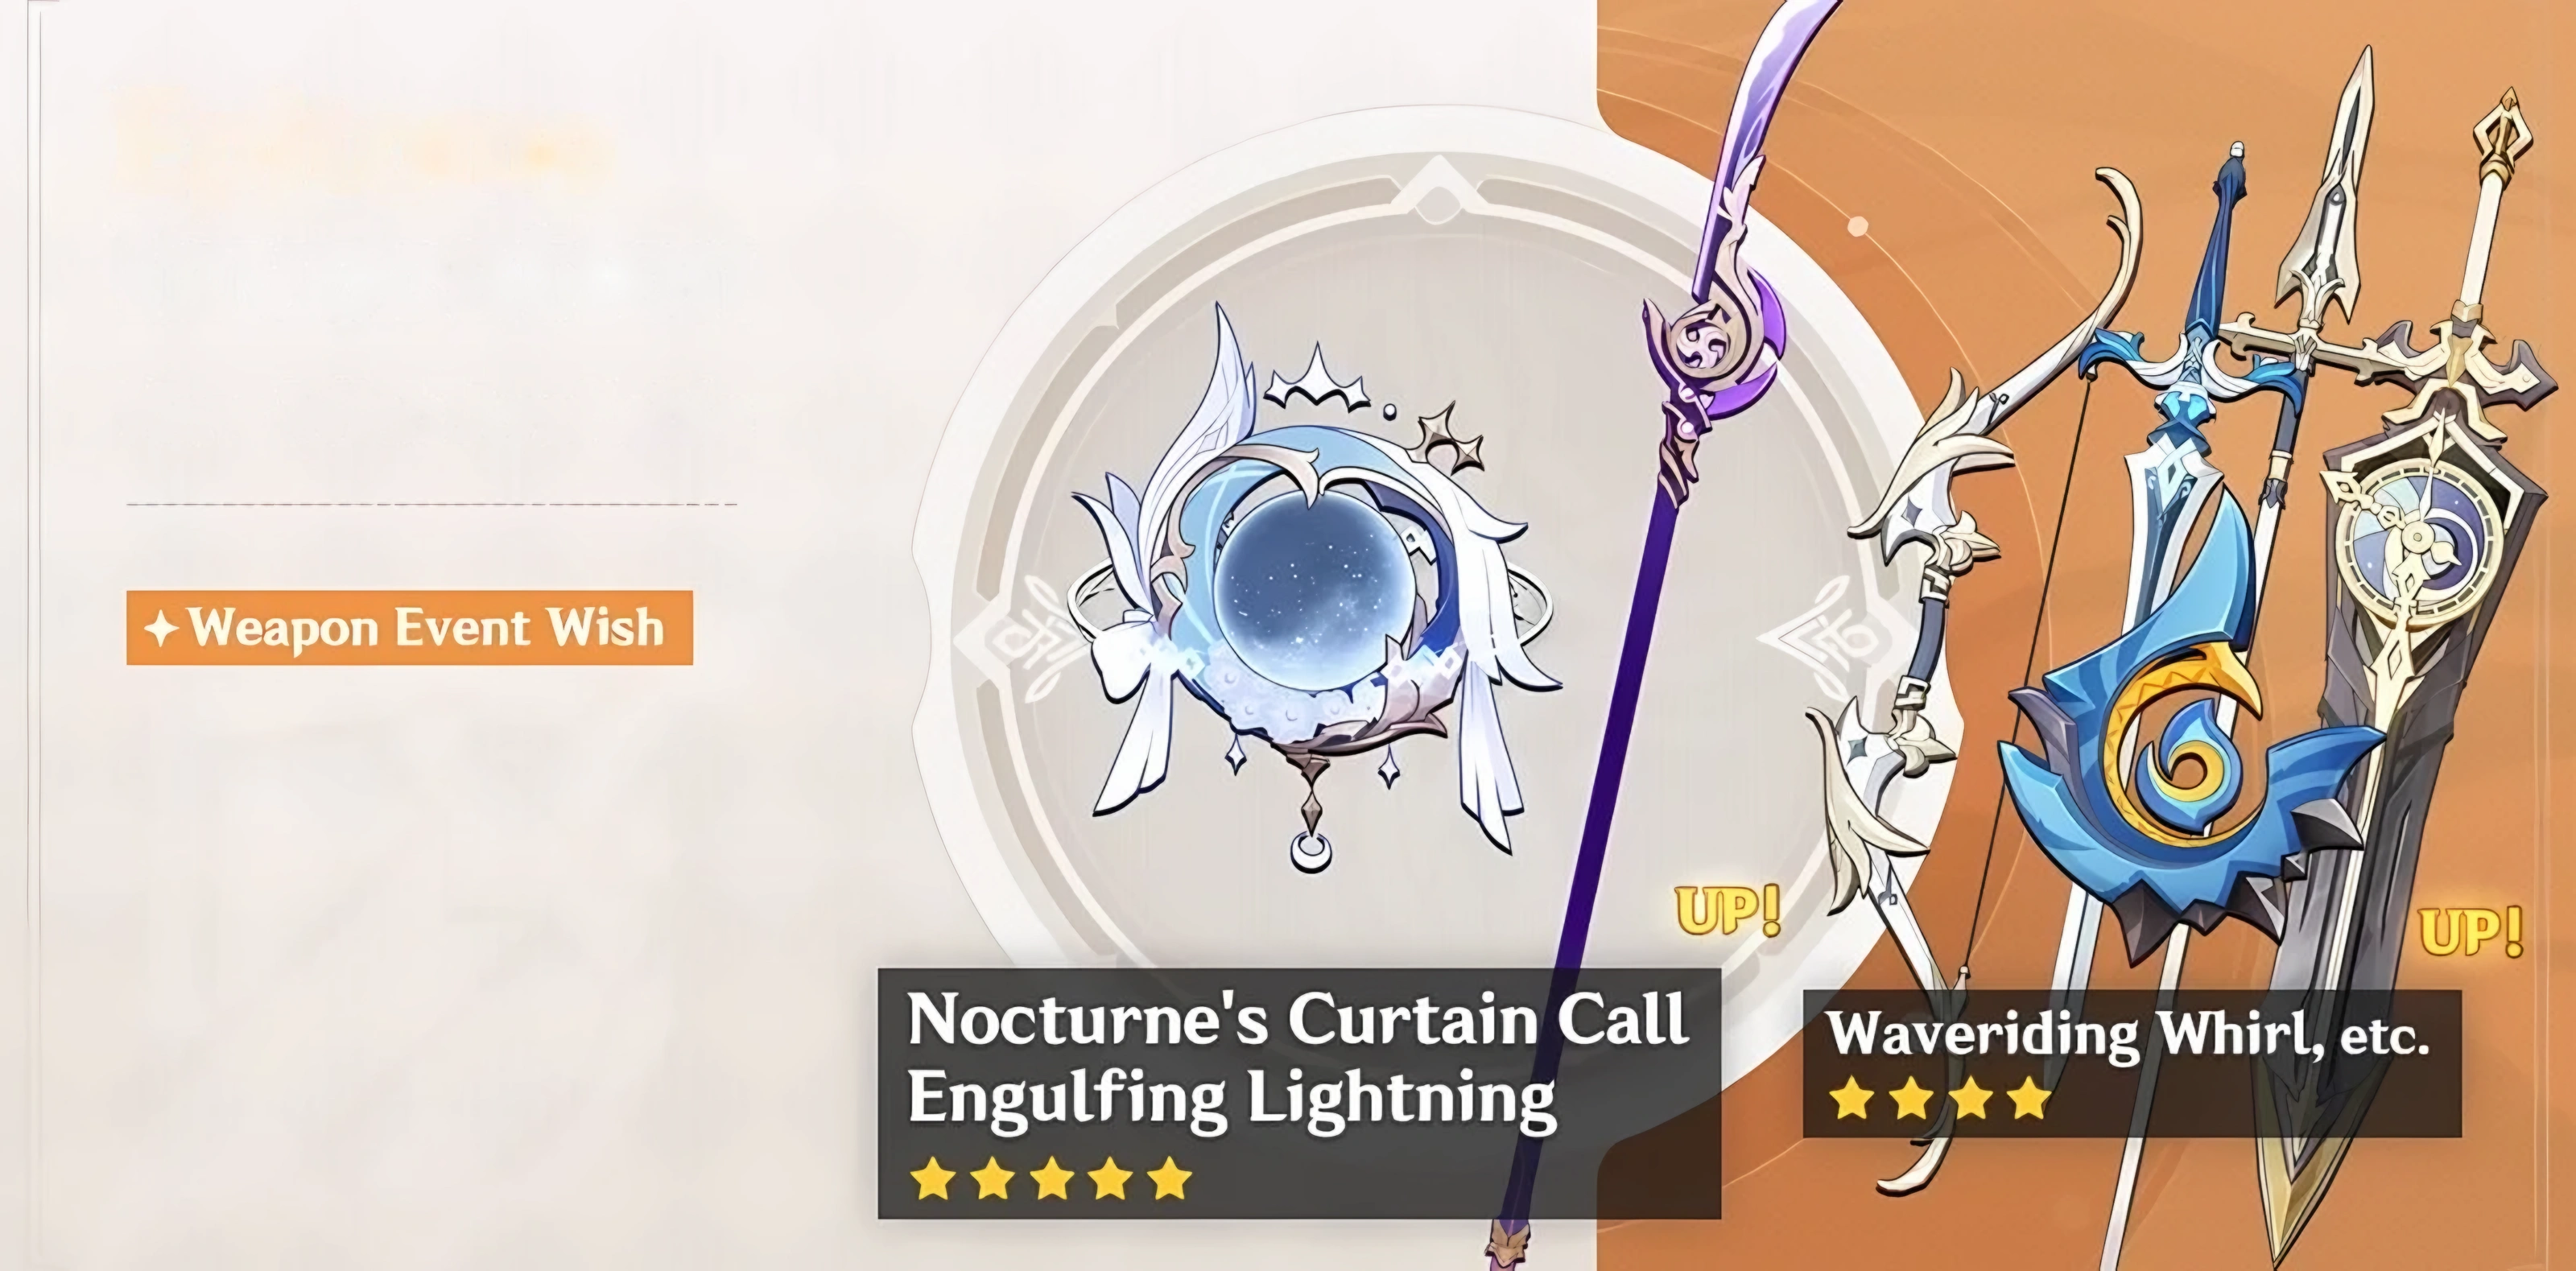 Weapon Event Wish
UP!
Nocturne's Curtain Call
Engulfing Lightning
UP!
Waveriding Whirl, etc.